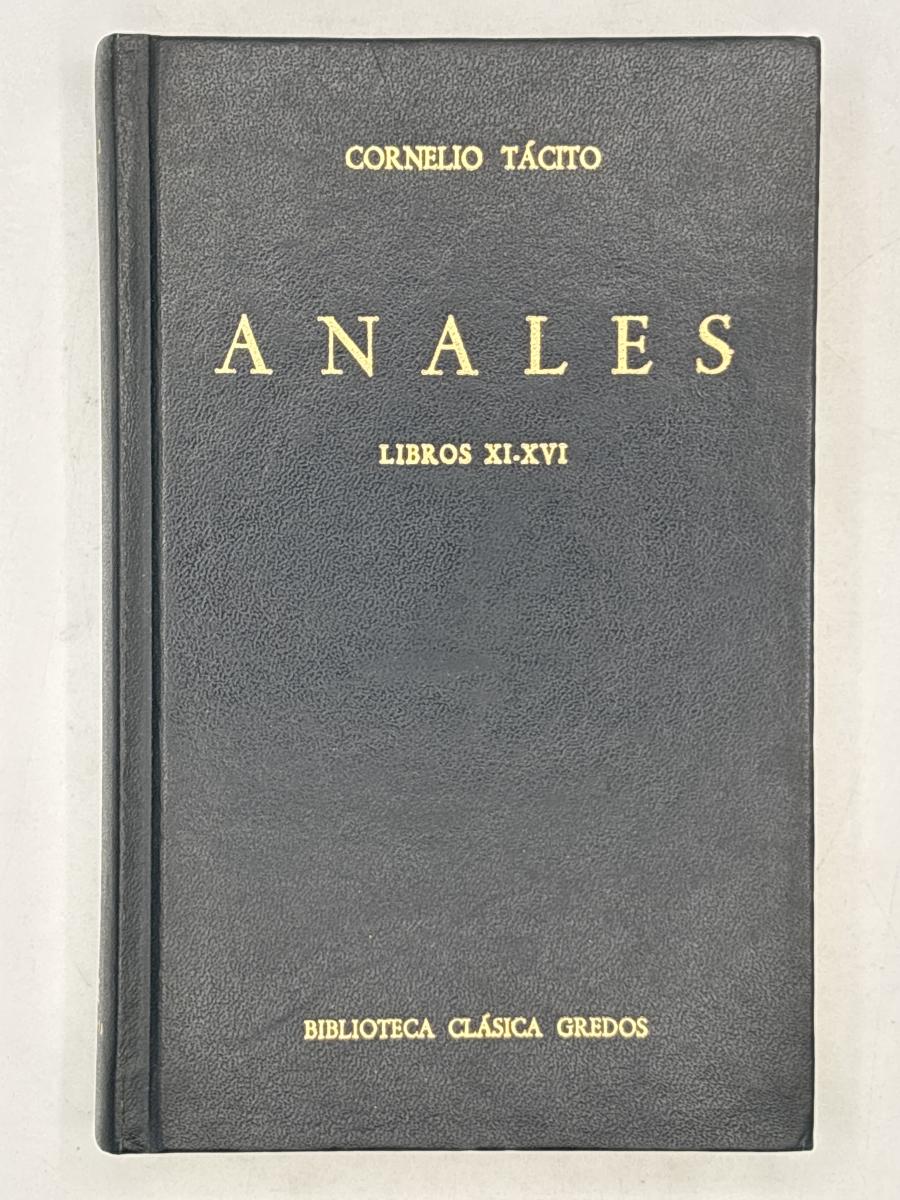 CORNELIO TÁCITO
ANALES
LIBROS XI-XVI
BIBLIOTECA CLÁSICA GREDOS